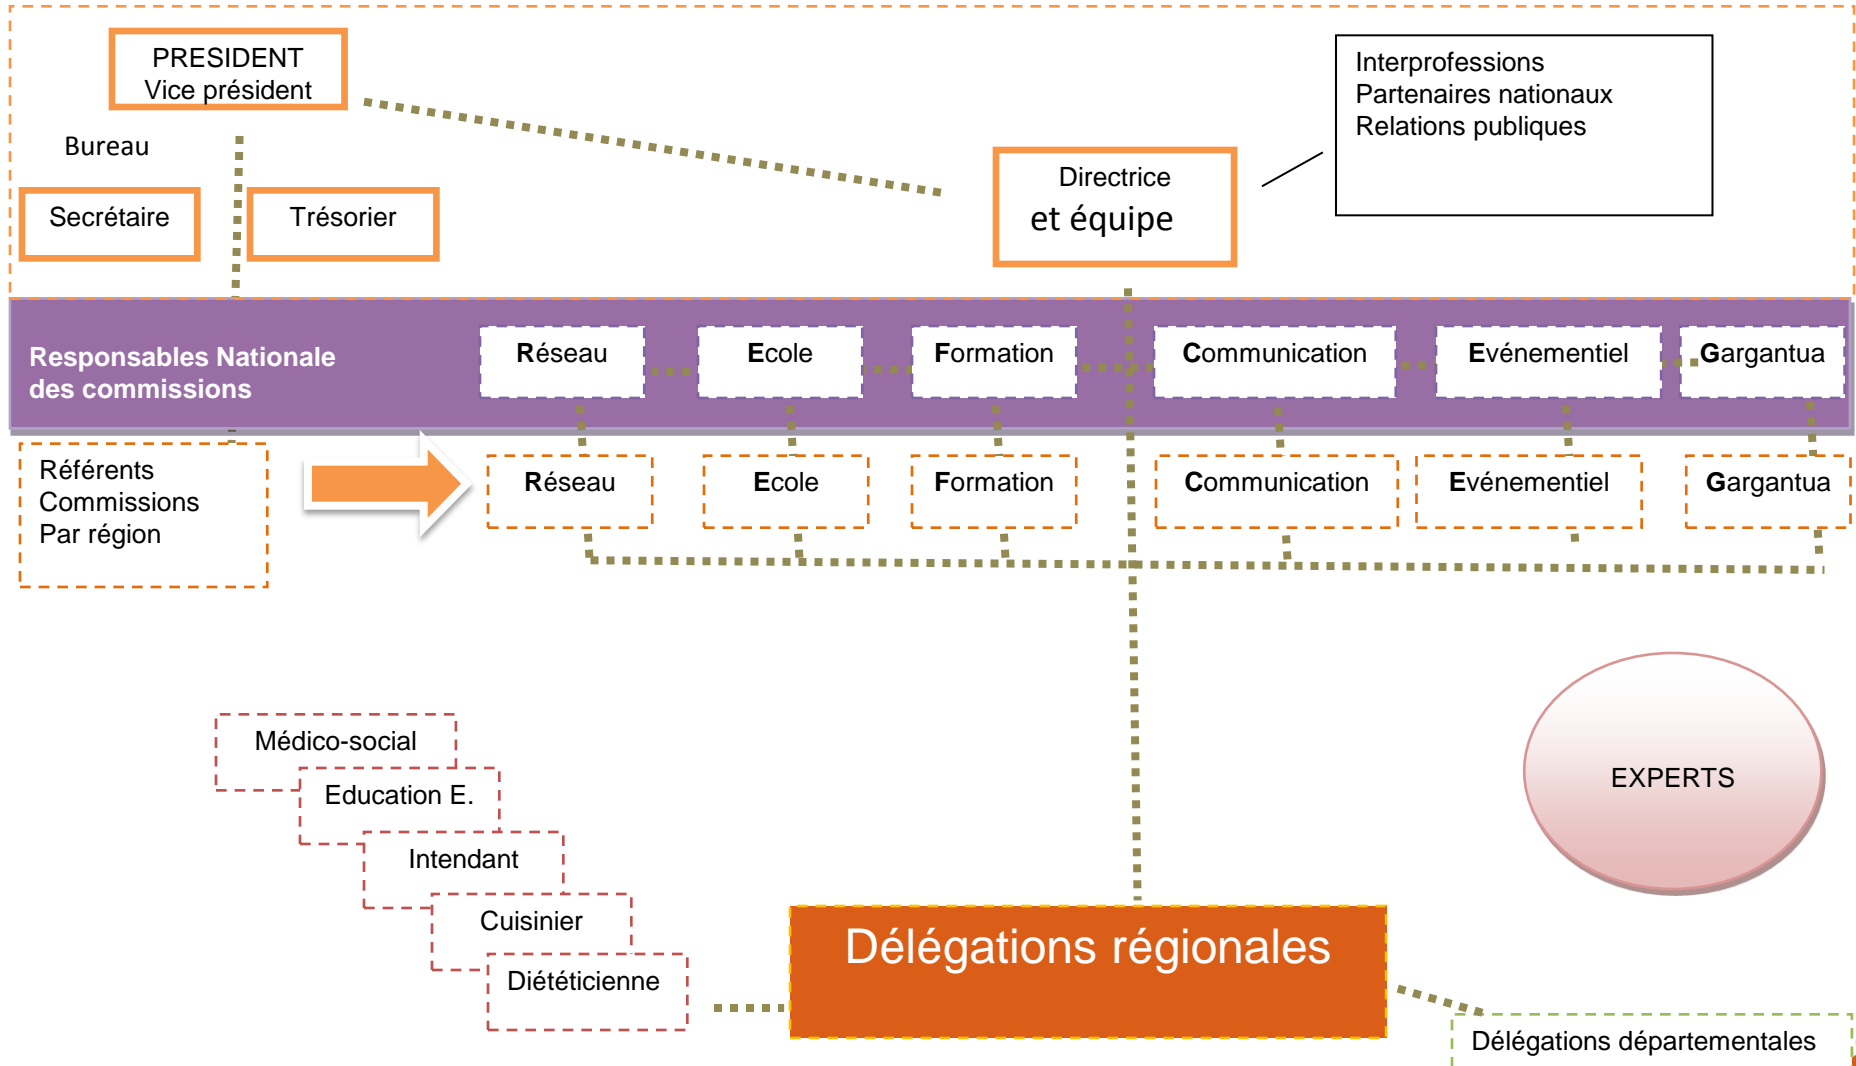 PRESIDENT
Vice président
Interprofessions
Partenaires nationaux
Relations publiques
Bureau
Secrétaire
Trésorier
Directrice
et équipe
Responsables Nationale
des commissions
Réseau
Ecole
Formation
Communication
Evénementiel
Gargantua
Référents
Commissions
Par région
Réseau
Ecole
Formation
Communication
Evénementiel
Gargantua
Médico-social
Education E.
Intendant
Cuisinier
Diététicienne
EXPERTS
Délégations régionales
Délégations départementales